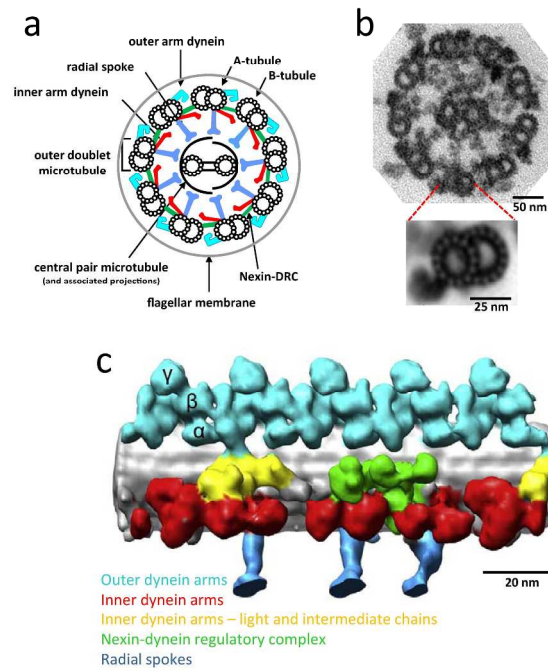 a
outer arm dynein
radial spoke
inner arm dynein
A-tubule
B-tubule
outer doublet
microtubule
central pair microtubule
(and associated projections)
Nexin-DRC
flagellar membrane
b
50 nm
25 nm
c
γ
β
α
20 nm
Outer dynein arms
Inner dynein arms
Inner dynein arms – light and intermediate chains
Nexin-dynein regulatory complex
Radial spokes